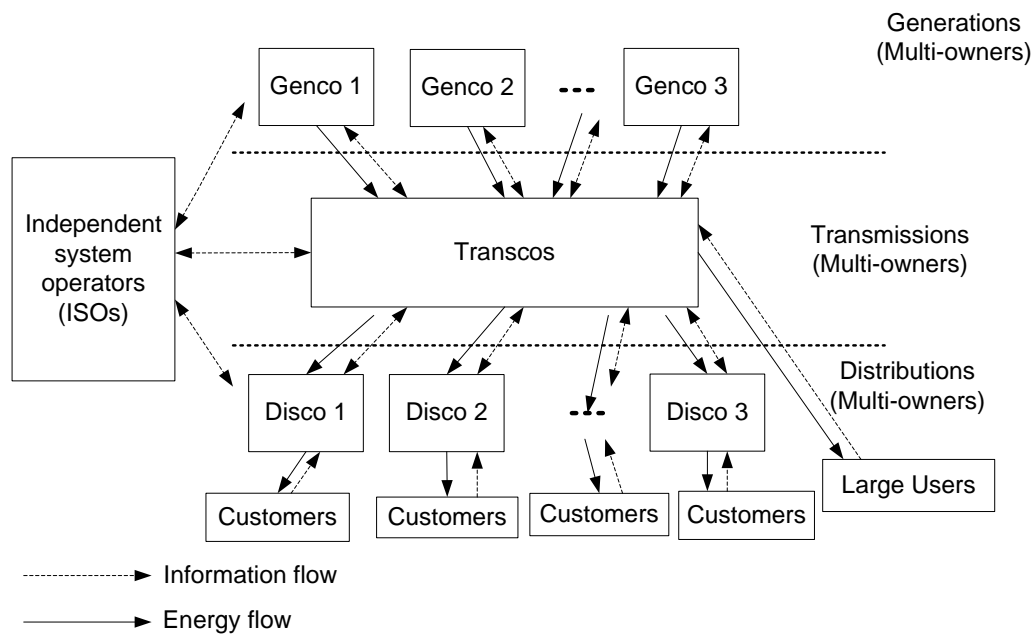 Generations
(Multi-owners)
Genco 1
Genco 2
Genco 3
Independent
system
operators
(ISOs)
Transcos
Transmissions
(Multi-owners)
Distributions
(Multi-owners)
Disco 1
Disco 2
Disco 3
Large Users
Customers
Customers
Customers
Customers
Information flow
Energy flow